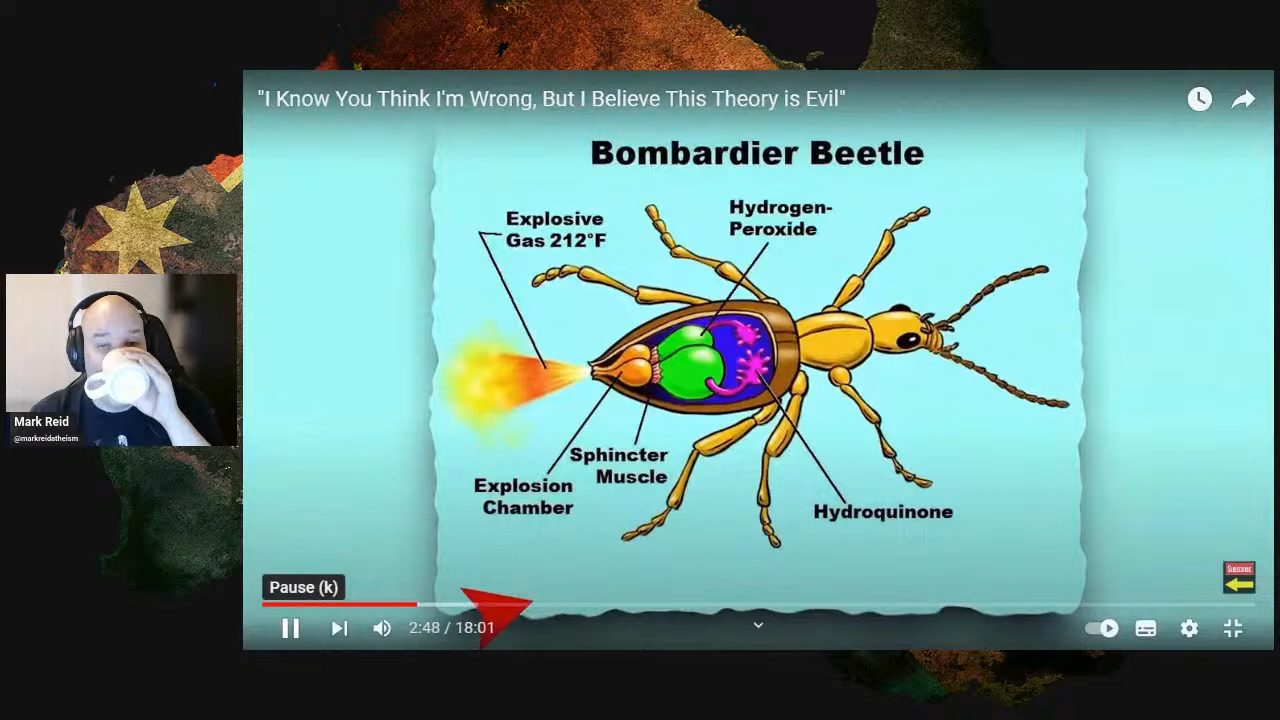 "I Know You Think I'm Wrong, But I Believe This Theory is Evil"
Bombardier Beetle
Explosive
Gas 212°F
Hydrogen-
Peroxide
Mark Reid
@markreidatheism
Sphincter
Muscle
Explosion
Chamber
Hydroquinone
SUBSCRIBE
Pause (k)
2:48 / 18:01